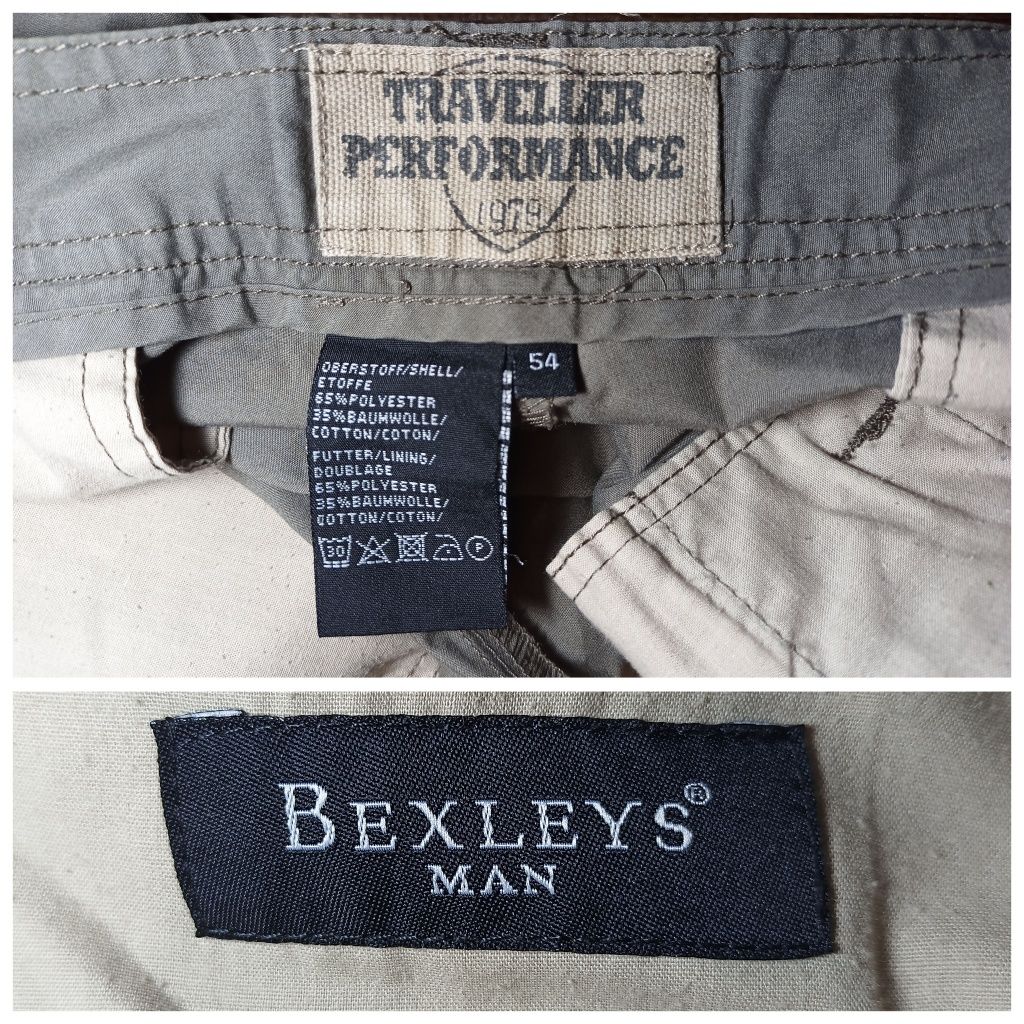 TRAVELLER
PERFORMANCE
1979
54
OBERSTOFF/SHELL/
ETOFFE
65%POLYESTER
35%BAUMWOLLE/
COTTON/COTON/
FUTTER/LINING/
DOUBLAGE
65%POLYESTER
35%BAUMWOLLE/
COTTON/COTON/
30
P
BEXLEYS®
MAN